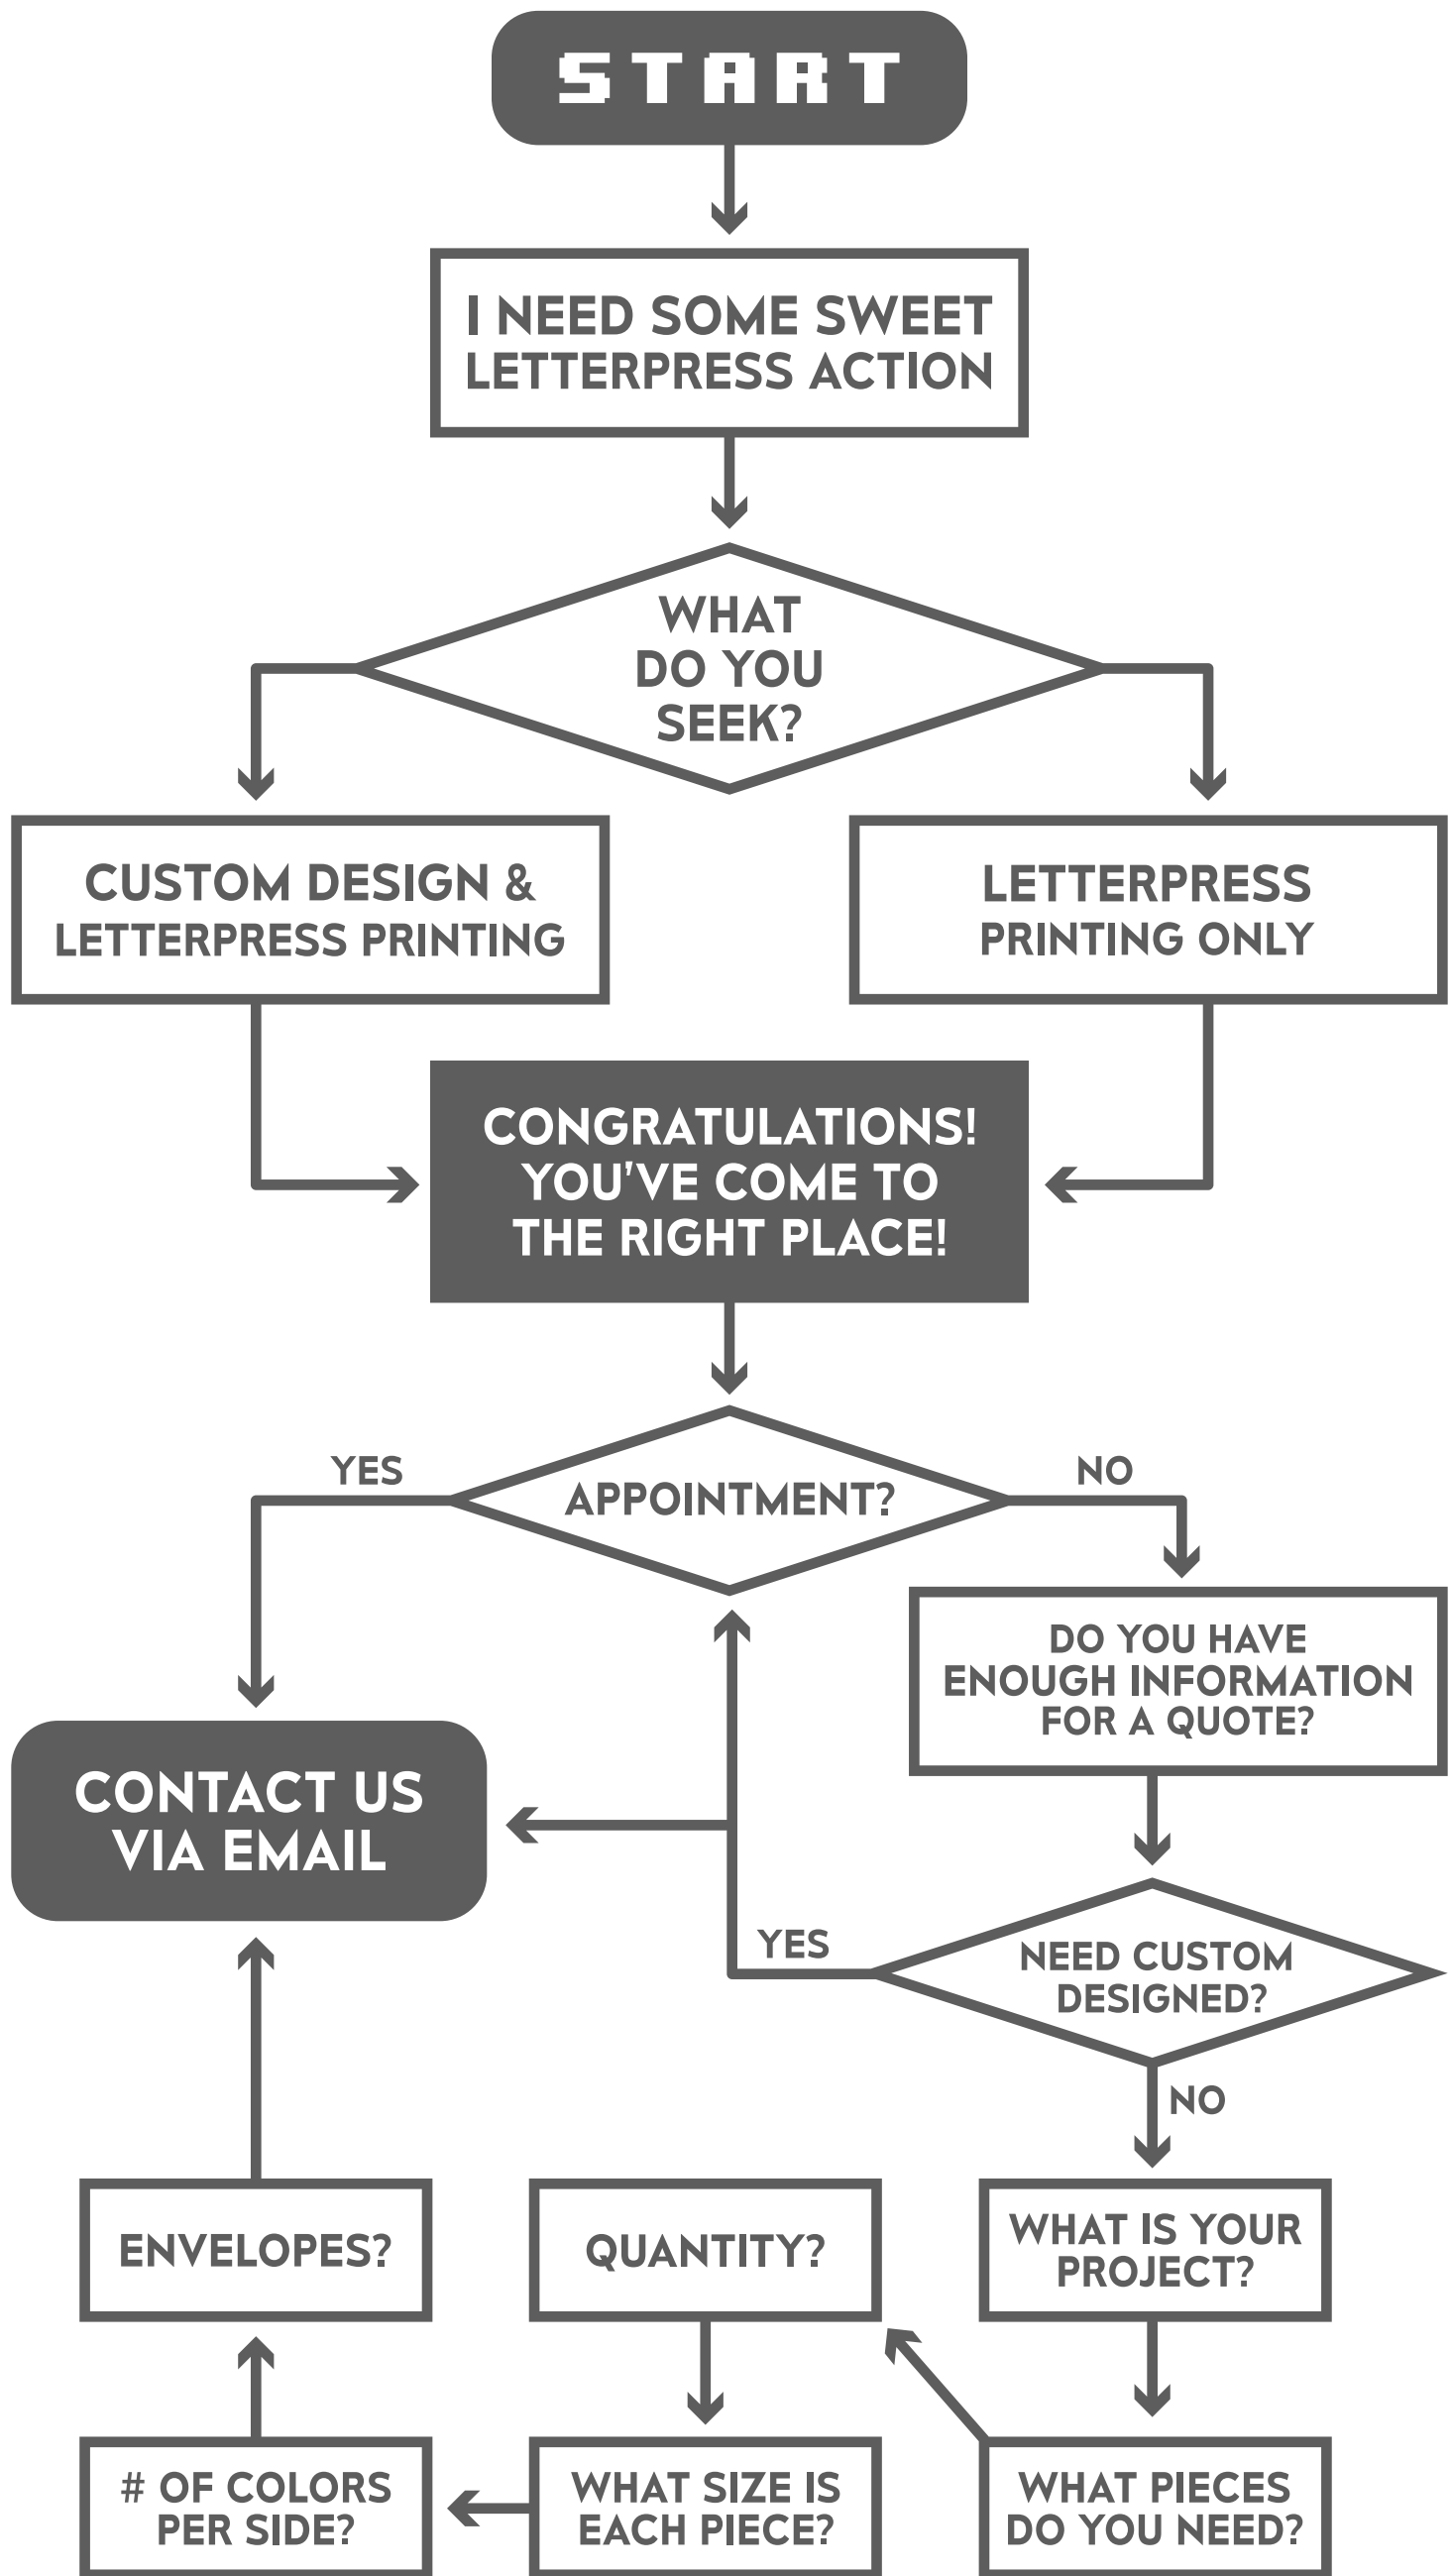 START
I NEED SOME SWEET
LETTERPRESS ACTION
WHAT
DO YOU
SEEK?
CUSTOM DESIGN &
LETTERPRESS PRINTING
LETTERPRESS
PRINTING ONLY
CONGRATULATIONS!
YOU'VE COME TO
THE RIGHT PLACE!
YES
APPOINTMENT?
NO
DO YOU HAVE
ENOUGH INFORMATION
FOR A QUOTE?
CONTACT US
VIA EMAIL
YES
NEED CUSTOM
DESIGNED?
NO
ENVELOPES?
QUANTITY?
WHAT IS YOUR
PROJECT?
# OF COLORS
PER SIDE?
WHAT SIZE IS
EACH PIECE?
WHAT PIECES
DO YOU NEED?